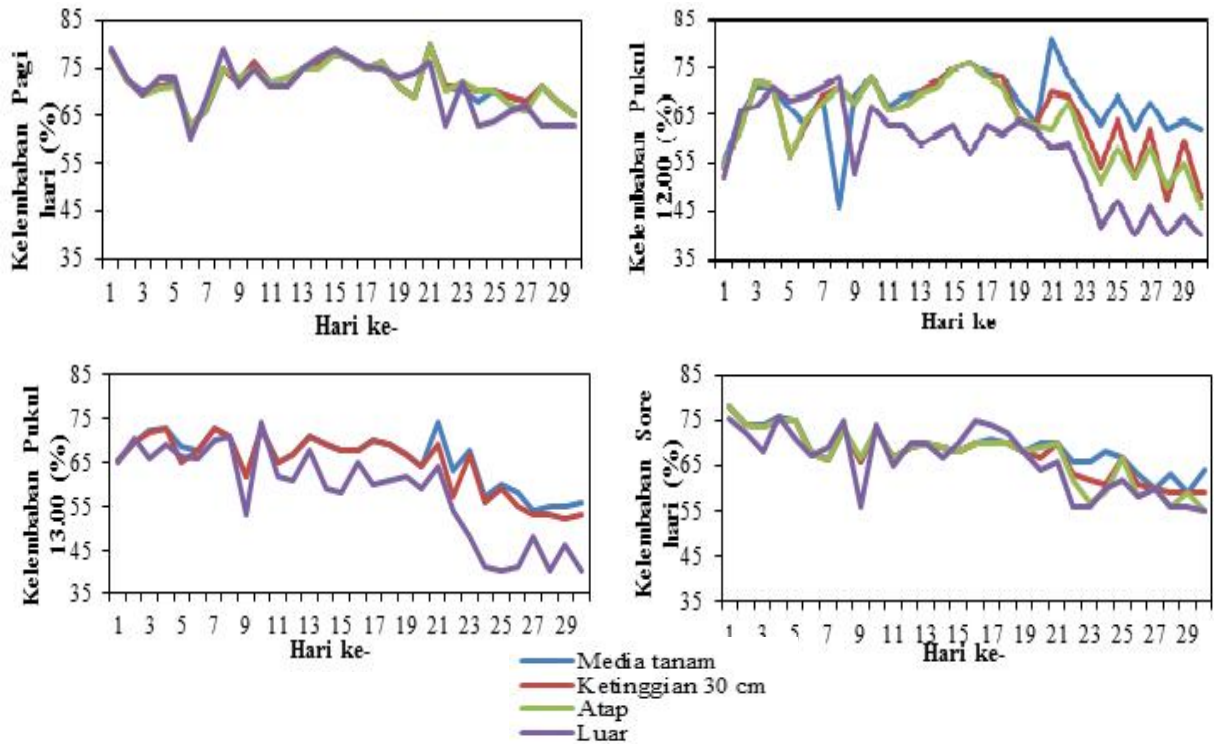 Kelembaban Pagi
hari (%)
85
75
65
55
45
35
1 3 5 7 9 11 13 15 17 19 21 23 25 27 29
Hari ke-
Kelembaban Pukul
12.00 (%)
85
75
65
55
45
35
1 3 5 7 9 11 13 15 17 19 21 23 25 27 29
Hari ke
Kelembaban Pukul
13.00 (%)
85
75
65
55
45
35
1 3 5 7 9 11 13 15 17 19 21 23 25 27 29
Hari ke-
Kelembaban Sore
hari (%)
85
75
65
55
45
35
1 3 5 7 9 11 13 15 17 19 21 23 25 27 29
Hari ke-
Media tanam
Ketinggian 30 cm
Atap
Luar